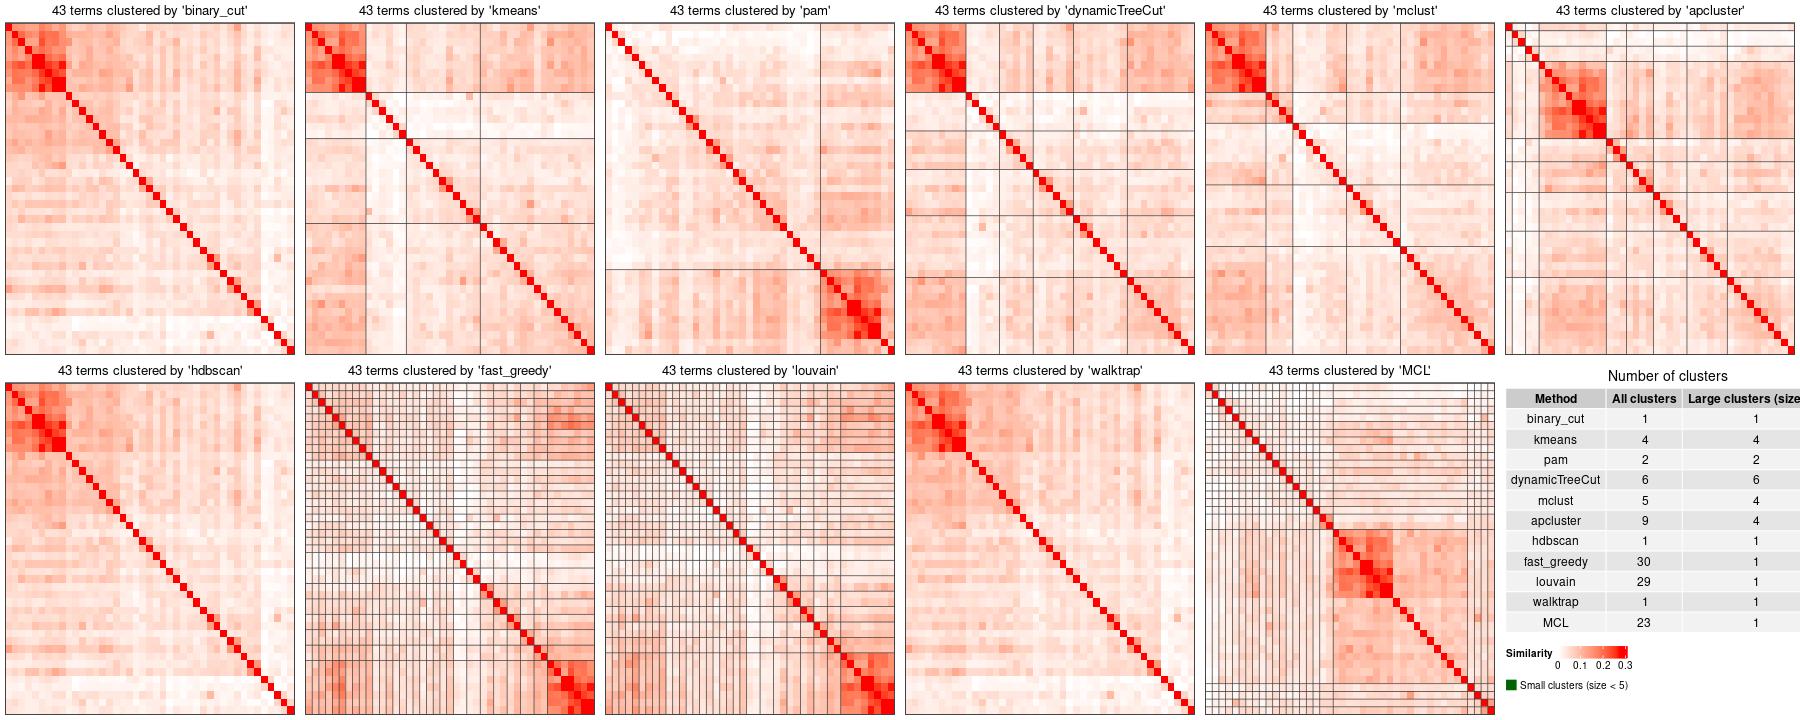 43 terms clustered by 'binary_cut'
43 terms clustered by 'kmeans'
43 terms clustered by 'pam'
43 terms clustered by 'dynamicTreeCut'
43 terms clustered by 'mclust'
43 terms clustered by 'apcluster'
43 terms clustered by 'hdbscan'
43 terms clustered by 'fast_greedy'
43 terms clustered by 'louvain'
43 terms clustered by 'walktrap'
43 terms clustered by 'MCL'
Number of clusters
Method All clusters Large clusters (size
binary_cut 1 1
kmeans 4 4
pam 2 2
dynamicTreeCut 6 6
mclust 5 4
apcluster 9 4
hdbscan 1 1
fast_greedy 30 1
louvain 29 1
walktrap 1 1
MCL 23 1
Similarity
0 0.1 0.2 0.3
Small clusters (size < 5)